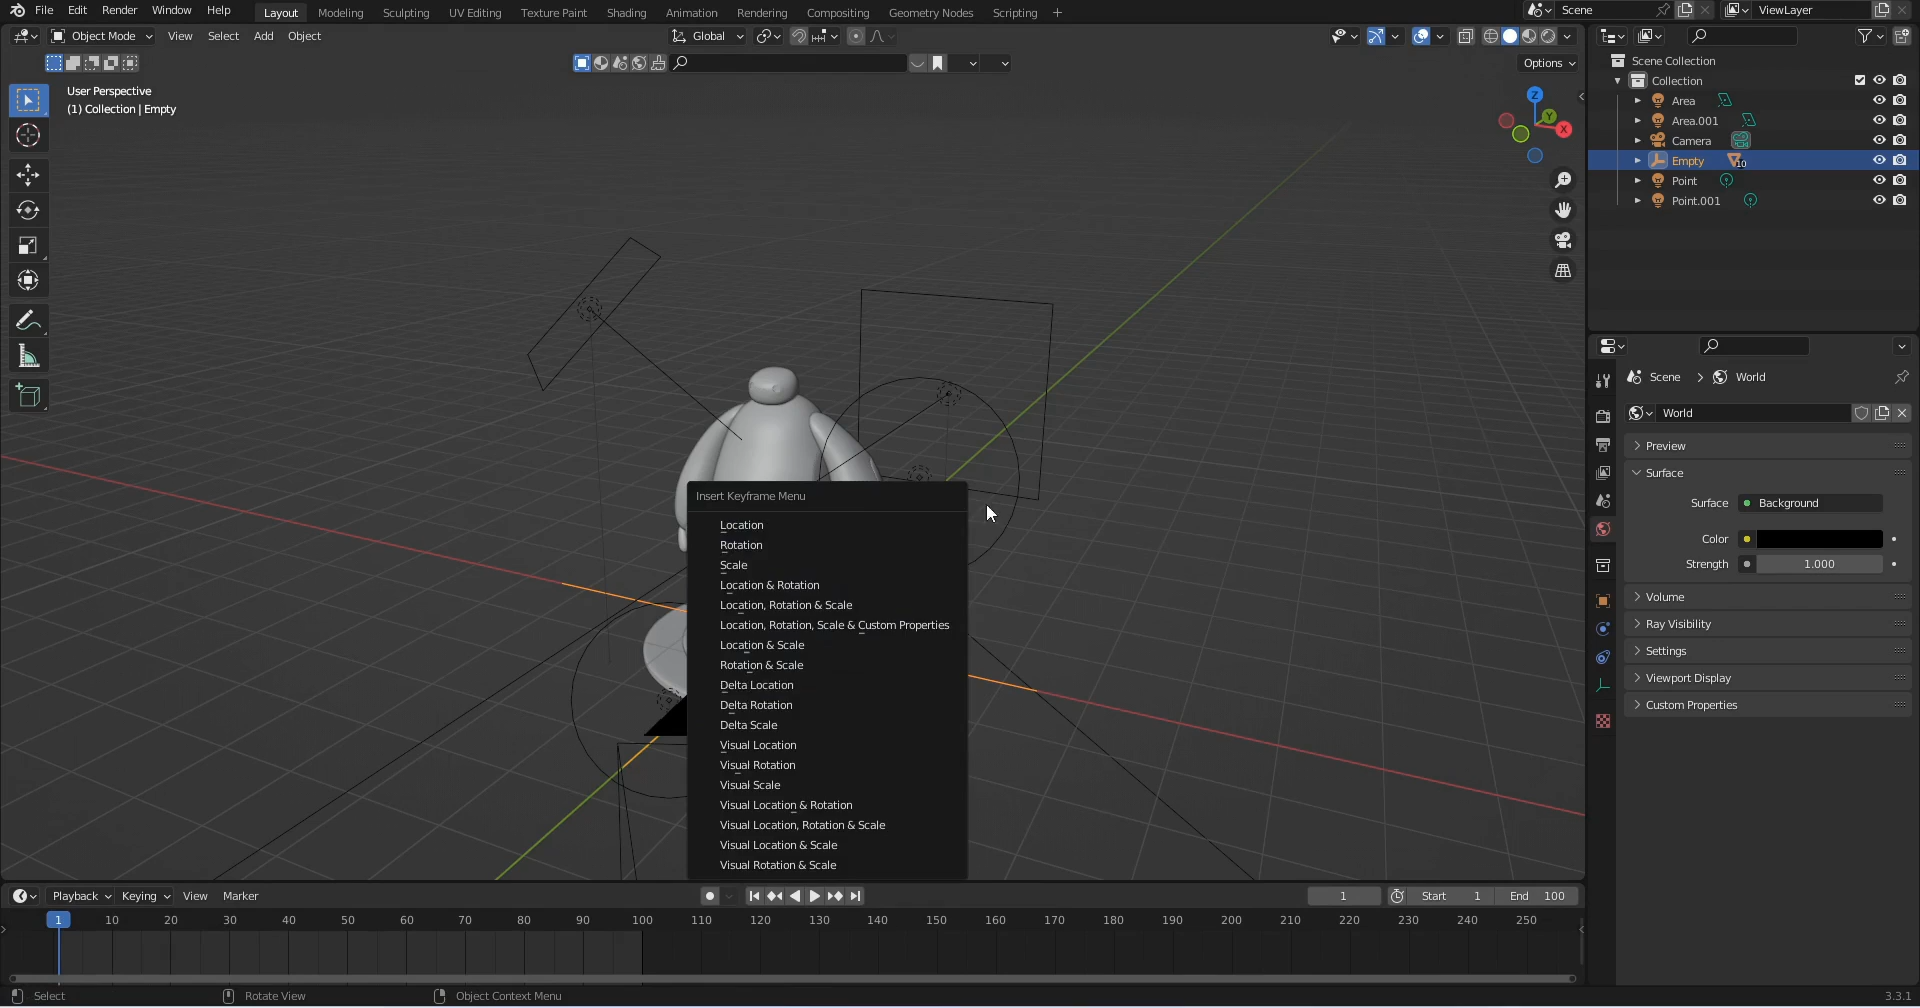 File Edit Render Window Help Layout Modeling Sculpting UV Editing Texture Paint Shading Animation Rendering Compositing Geometry Nodes Scripting + Scene ViewLayer
Object Mode View Select Add Object Global
Options
User Perspective
(1) Collection | Empty
Z
Y
X
Scene Collection
Collection
Area
Area.001
Camera
Empty 10
Point
Point.001
Scene > World
World
Preview
Surface
Surface Background
Color
Strength 1.000
Volume
Ray Visibility
Settings
Viewport Display
Custom Properties
Insert Keyframe Menu
Location
Rotation
Scale
Location & Rotation
Location, Rotation & Scale
Location, Rotation, Scale & Custom Properties
Location & Scale
Rotation & Scale
Delta Location
Delta Rotation
Delta Scale
Visual Location
Visual Rotation
Visual Scale
Visual Location & Rotation
Visual Location, Rotation & Scale
Visual Location & Scale
Visual Rotation & Scale
Playback Keying View Marker 1 Start 1 End 100
1 10 20 30 40 50 60 70 80 90 100 110 120 130 140 150 160 170 180 190 200 210 220 230 240 250
Select Rotate View Object Context Menu 3.3.1